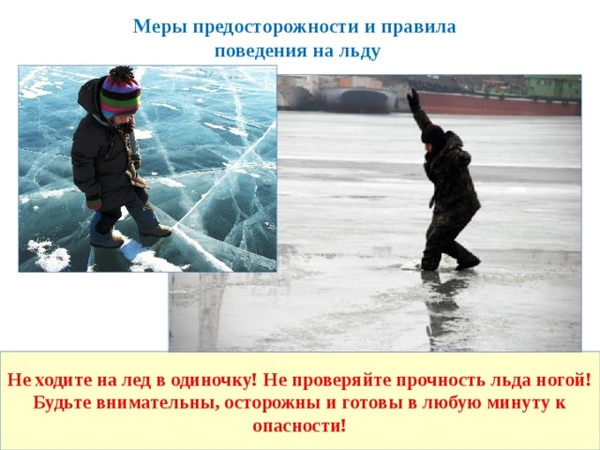 Меры предосторожности и правила
поведения на льду
Не ходите на лед в одиночку! Не проверяйте прочность льда ногой!
Будьте внимательны, осторожны и готовы в любую минуту к
опасности!